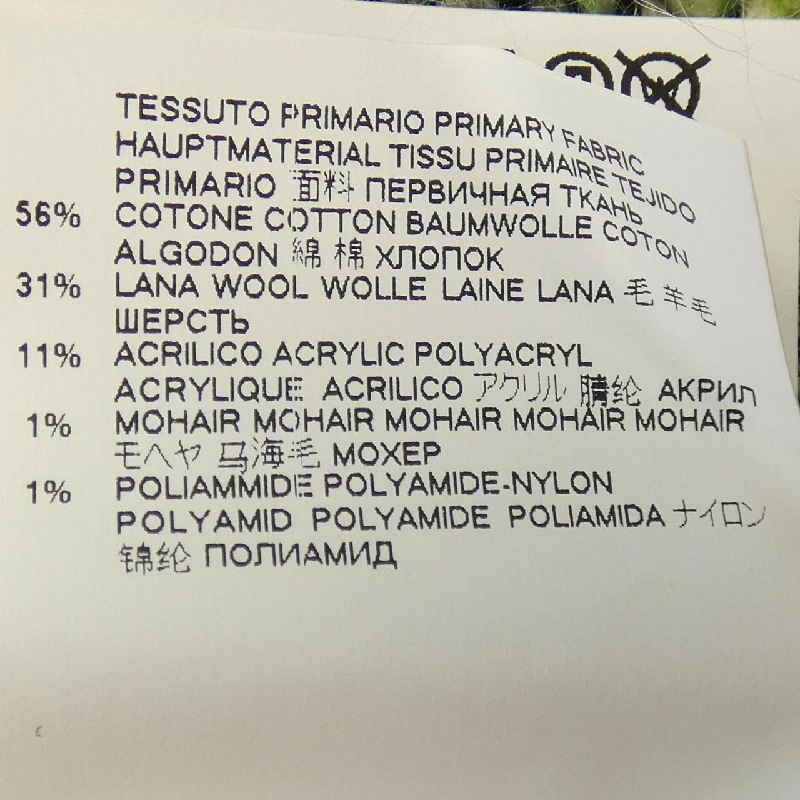 TESSUTO PRIMARIO PRIMARY FABRIC
HAUPTMATERIAL TISSU PRIMAIRE TEJIDO
PRIMARIO 面料 ПЕРВИЧНАЯ ТКАНЬ
56% COTONE COTTON BAUMWOLLE COTON
ALGODON 綿 棉 ХЛОПОК
31% LANA WOOL WOLLE LAINE LANA 毛 羊毛
ШЕРСТЬ
11% ACRILICO ACRYLIC POLYACRYL
ACRYLIQUE ACRILICO アクリル 腈纶 АКРИЛ
1% MOHAIR MOHAIR MOHAIR MOHAIR MOHAIR
モヘヤ 马海毛 МОХЕР
1% POLIAMMIDE POLYAMIDE-NYLON
POLYAMID POLYAMIDE POLIAMIDA ナイロン
锦纶 ПОЛИАМИД